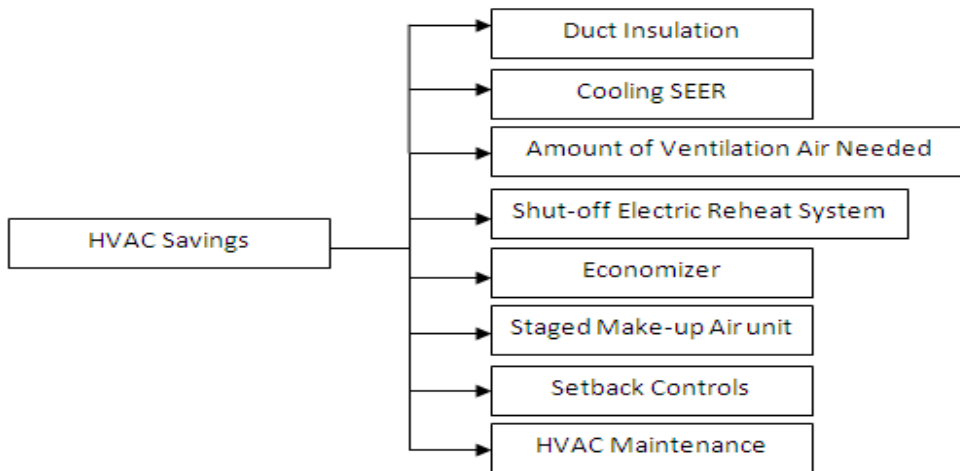 Duct Insulation
Cooling SEER
Amount of Ventilation Air Needed
Shut-off Electric Reheat System
HVAC Savings
Economizer
Staged Make-up Air unit
Setback Controls
HVAC Maintenance